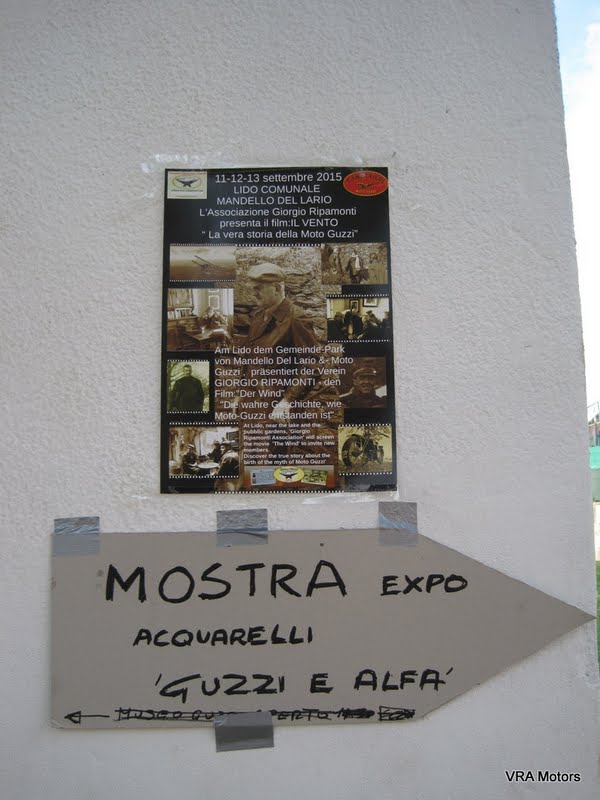 11-12-13 settembre 2015
LIDO COMUNALE
MANDELLO DEL LARIO
L'Associazione Giorgio Ripamonti
presenta il film:IL VENTO
“ La vera storia della Moto Guzzi”
Am Lido dem Gemeinde-Park
von Mandello Del Lario &- Moto
Guzzi , präsentiert der Verein
GIORGIO RIPAMONTI - den
Film:"Der Wind"
"Die wahre Geschichte, wie
Moto-Guzzi entstanden ist"
At Lido, near the lake and the
pubblic gardens, 'Giorgio
Ripamonti Association' will screen
the movie 'The Wind' to invite new
members.
Discover the true story about the
birth of the myth of Moto Guzzi'
MOSTRA EXPO
ACQUARELLI
'GUZZI E ALFA'
VRA Motors